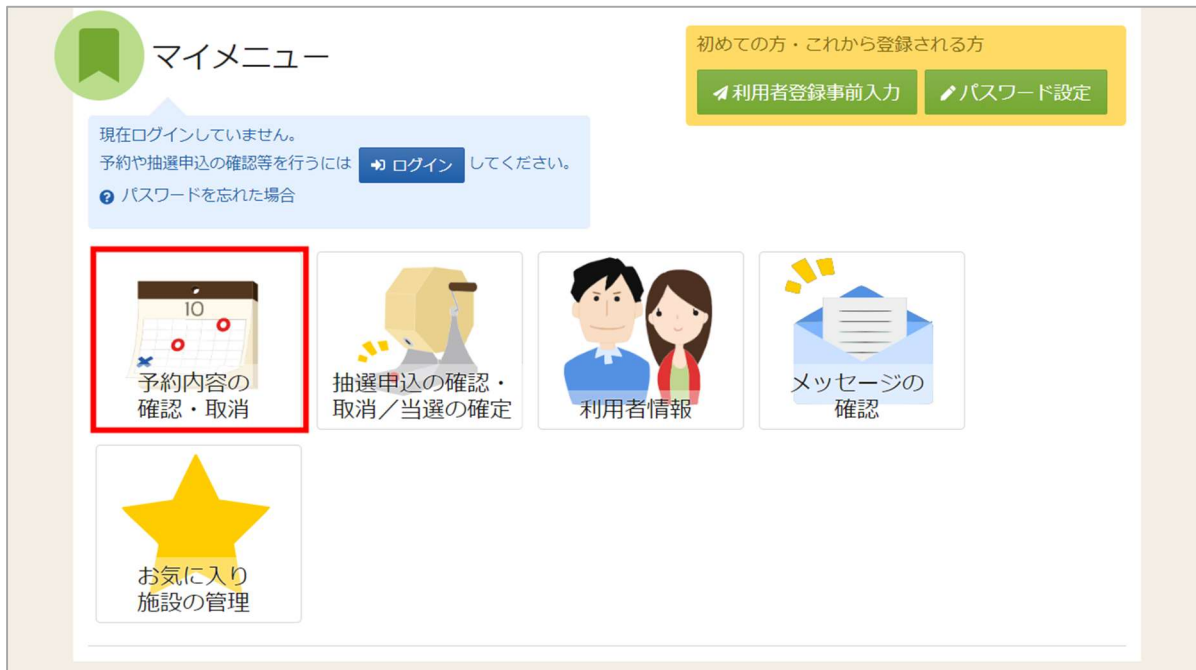 マイメニュー
初めての方・これから登録される方
利用者登録事前入力
パスワード設定
現在ログインしていません。
予約や抽選申込の確認等を行うには ログイン してください。
パスワードを忘れた場合
10
予約内容の
確認・取消
抽選申込の確認・
取消／当選の確定
利用者情報
メッセージの
確認
お気に入り
施設の管理